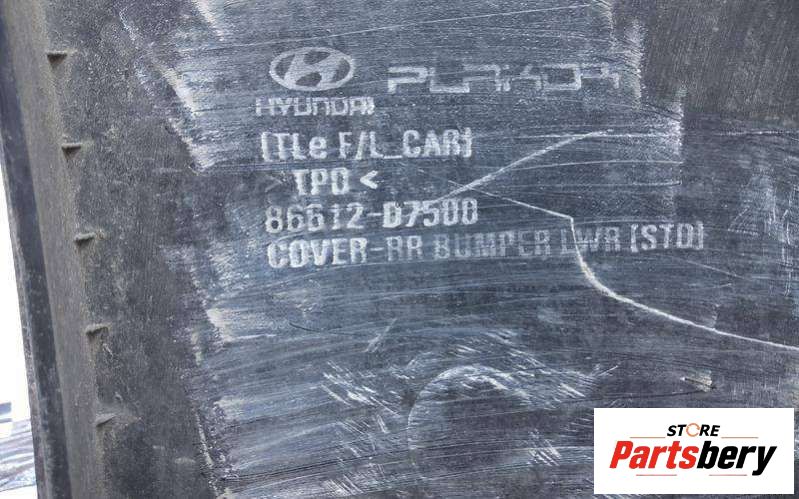 HYUNDAI PLAKOR
(TLe F/L_CAR)
> TPO <
86612-D7500
COVER-RR BUMPER LWR (STD)
STORE
Partsbery